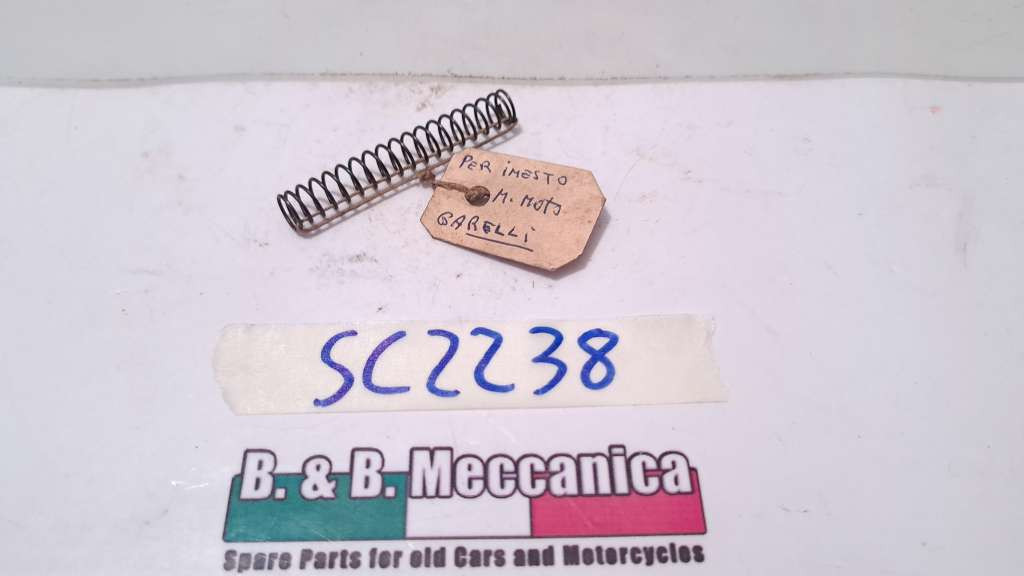 PER iMESTO
M. MOTO
GARELLi
SC2238
B. & B. Meccanica
Spare Parts for old Cars and Motorcycles